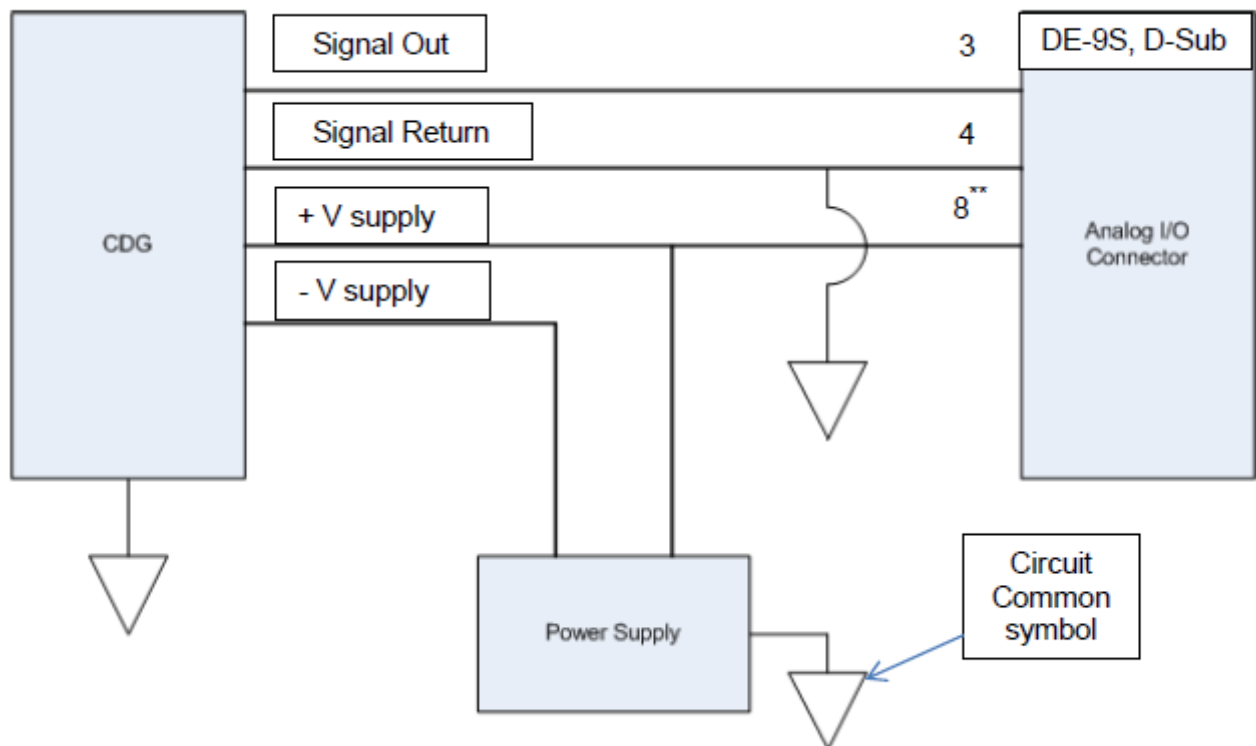 Signal Out
3
DE-9S, D-Sub
Signal Return
4
+ V supply
8**
CDG
Analog I/O
Connector
- V supply
Power Supply
Circuit
Common
symbol